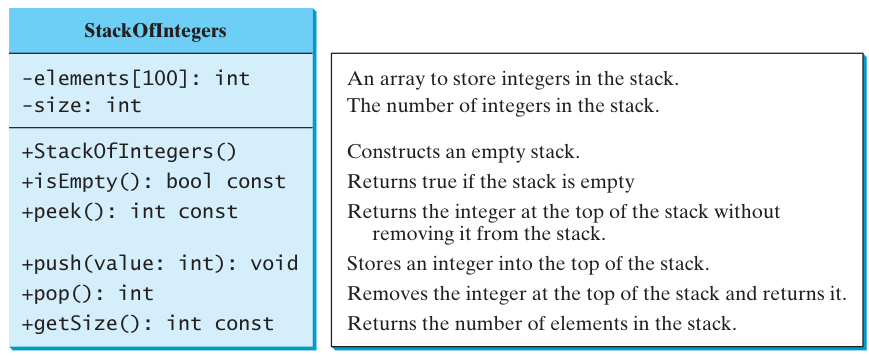 StackOfIntegers
-elements[100]: int
An array to store integers in the stack.
-size: int
The number of integers in the stack.
+StackOfIntegers()
Constructs an empty stack.
+isEmpty(): bool const
Returns true if the stack is empty
+peek(): int const
Returns the integer at the top of the stack without
removing it from the stack.
+push(value: int): void
Stores an integer into the top of the stack.
+pop(): int
Removes the integer at the top of the stack and returns it.
+getSize(): int const
Returns the number of elements in the stack.